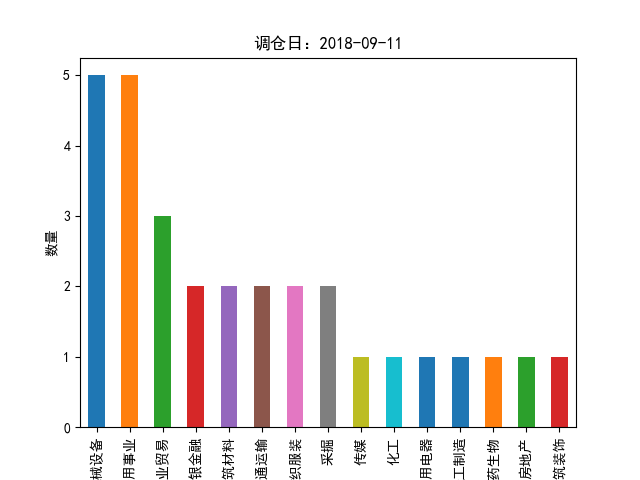 调仓日：2018-09-11
数量
5
4
3
2
1
0
械设备
用事业
业贸易
银金融
筑材料
通运输
织服装
采掘
传媒
化工
用电器
工制造
药生物
房地产
筑装饰